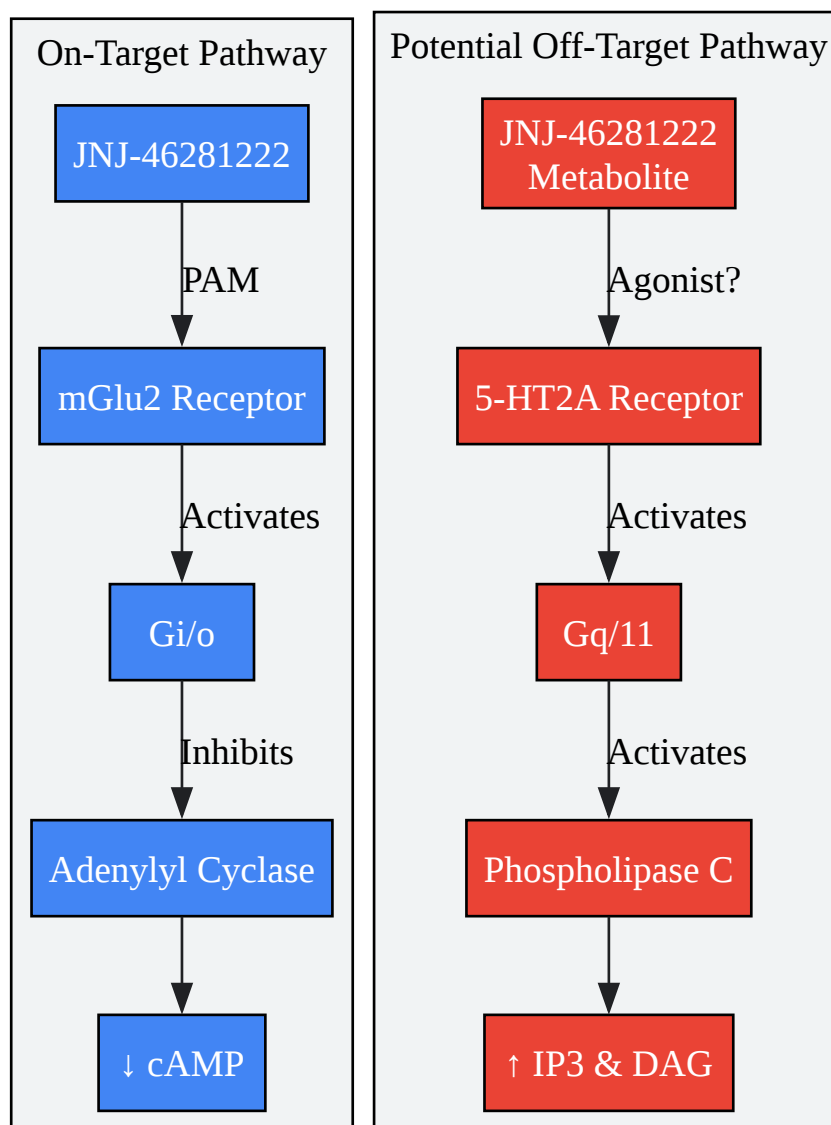 On-Target Pathway
JNJ-46281222
PAM
mGlu2 Receptor
Activates
Gi/o
Inhibits
Adenylyl Cyclase
↓ cAMP
Potential Off-Target Pathway
JNJ-46281222
Metabolite
Agonist?
5-HT2A Receptor
Activates
Gq/11
Activates
Phospholipase C
↑ IP3 & DAG